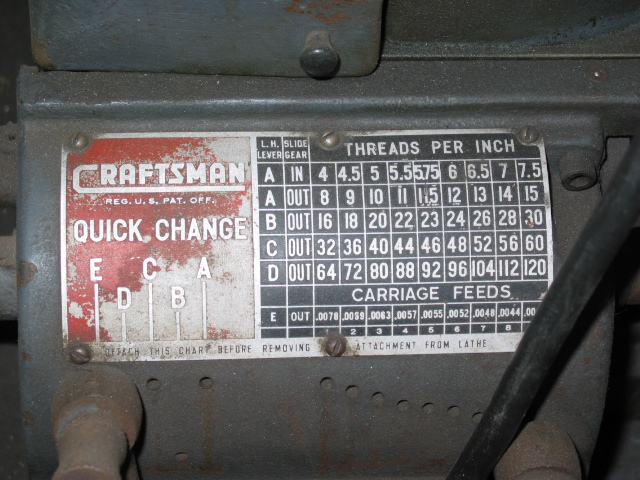 CRAFTSMAN
REG. U.S. PAT. OFF.
QUICK CHANGE
E C A
D B
L.H. LEVER SLIDE GEAR THREADS PER INCH
A IN 4 4.5 5 5.5 5.75 6 6.5 7 7.5
A OUT 8 9 10 11 11.5 12 13 14 15
B OUT 16 18 20 22 23 24 26 28 30
C OUT 32 36 40 44 46 48 52 56 60
D OUT 64 72 80 88 92 96 104 112 120
CARRIAGE FEEDS
E OUT .0078 .0063 .0057 .0055 .0052 .0048 .0044
2 3 4 5 6 7 8
DETACH THIS CHART BEFORE REMOVING ATTACHMENT FROM LATHE